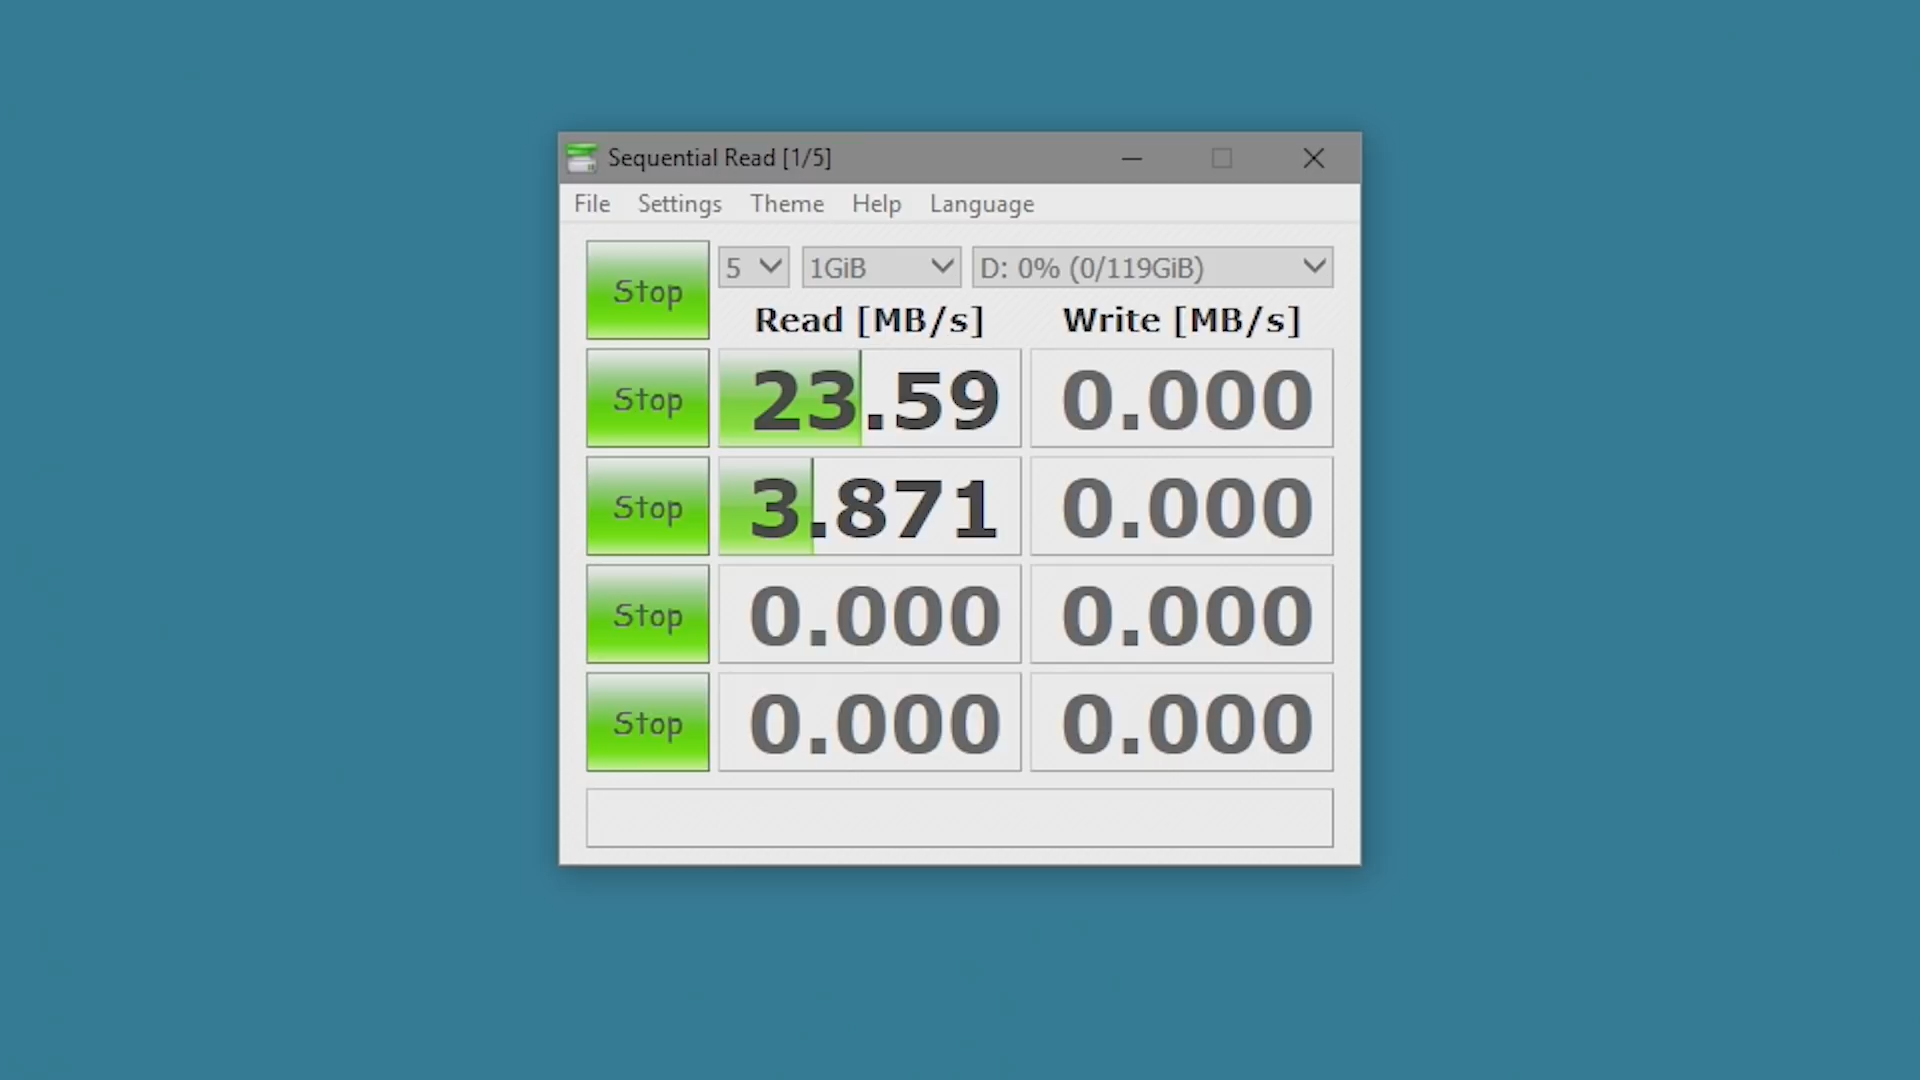 Sequential Read [1/5]
File Settings Theme Help Language
Stop 5 1GiB D: 0% (0/119GiB)
Read [MB/s] Write [MB/s]
Stop 23.59 0.000
Stop 3.871 0.000
Stop 0.000 0.000
Stop 0.000 0.000